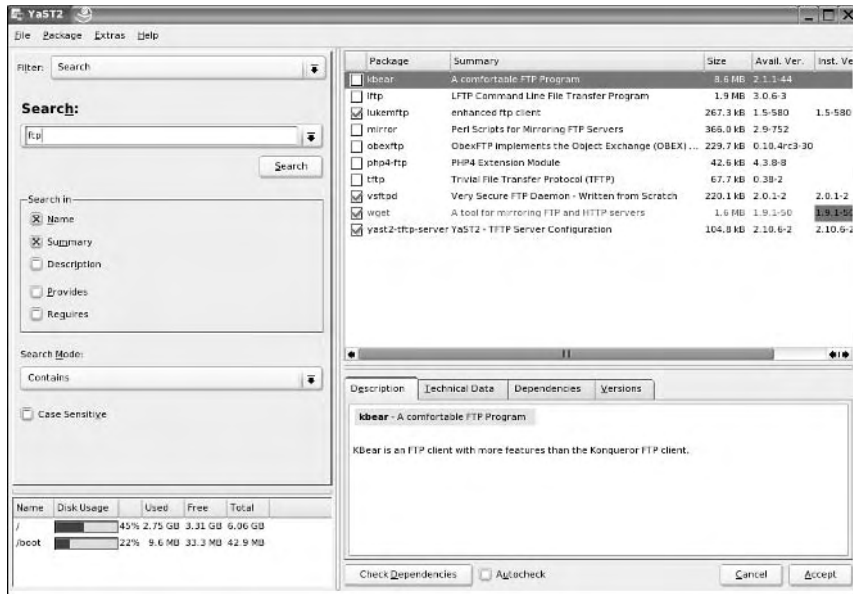 YaST2
File Package Extras Help
Filter: Search
Search:
ftp
Search
Search in
Name
Summary
Description
Provides
Requires
Search Mode:
Contains
Case Sensitive
Name Disk Usage Used Free Total
/ 45% 2.75 GB 3.31 GB 6.06 GB
/boot 22% 9.6 MB 33.3 MB 42.9 MB
Package Summary Size Avail. Ver. Inst. Ve
kbear A comfortable FTP Program 8.6 MB 2.1.1-44
lftp LFTP Command Line File Transfer Program 1.9 MB 3.0.6-3
lukemftp enhanced ftp client 267.3 kB 1.5-580 1.5-580
mirror Perl Scripts for Mirroring FTP Servers 366.0 kB 2.9-752
obexftp ObexFTP implements the Object Exchange (OBEX) ... 229.7 kB 0.10.4rc3-30
php4-ftp PHP4 Extension Module 42.6 kB 4.3.8-8
tftp Trivial File Transfer Protocol (TFTP) 67.7 kB 0.38-2
vsftpd Very Secure FTP Daemon - Written from Scratch 220.1 kB 2.0.1-2 2.0.1-2
wget A tool for mirroring FTP and HTTP servers 1.6 MB 1.9.1-50 1.9.1-50
yast2-tftp-server YaST2 - TFTP Server Configuration 104.8 kB 2.10.6-2 2.10.6-2
Description Technical Data Dependencies Versions
kbear - A comfortable FTP Program
KBear is an FTP client with more features than the Konqueror FTP client.
Check Dependencies Autocheck Cancel Accept